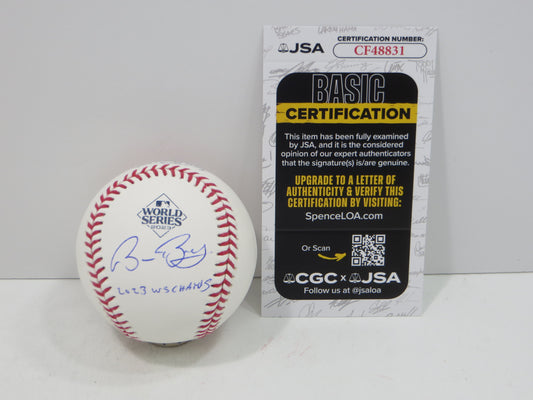 WORLD
SERIES
2023
2023 WS CHAMPS
JSA
CERTIFICATION NUMBER:
CF48831
BASIC
CERTIFICATION
This item has been fully examined
by JSA, and it is the considered
opinion of our expert authenticators
that the signature(s) is/are genuine.
UPGRADE TO A LETTER OF
AUTHENTICITY & VERIFY THIS
CERTIFICATION BY VISITING:
SpenceLOA.com
Or Scan
CGC x JSA
Follow us at @jsaloa